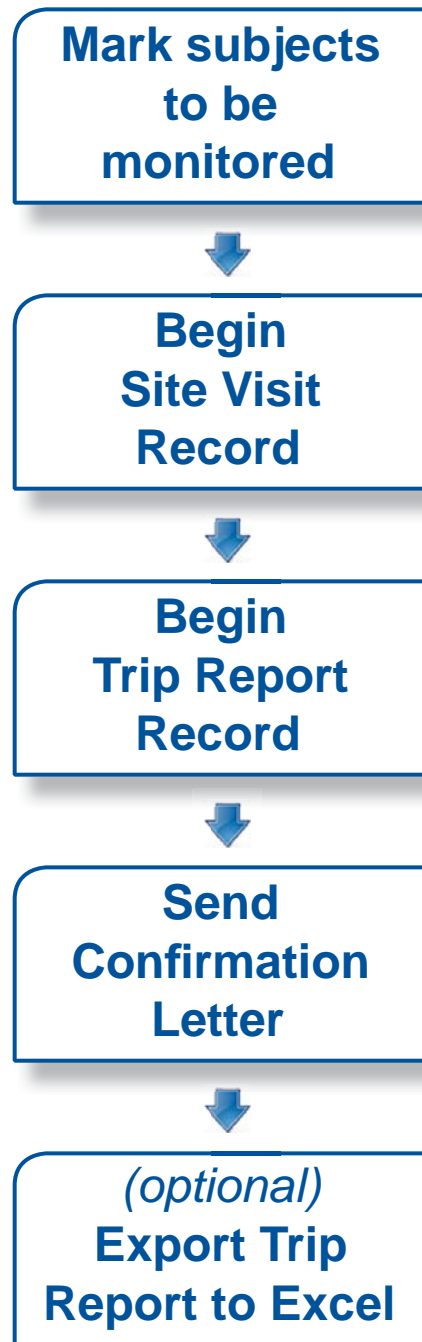 Mark subjects
to be
monitored
Begin
Site Visit
Record
Begin
Trip Report
Record
Send
Confirmation
Letter
(optional)
Export Trip
Report to Excel